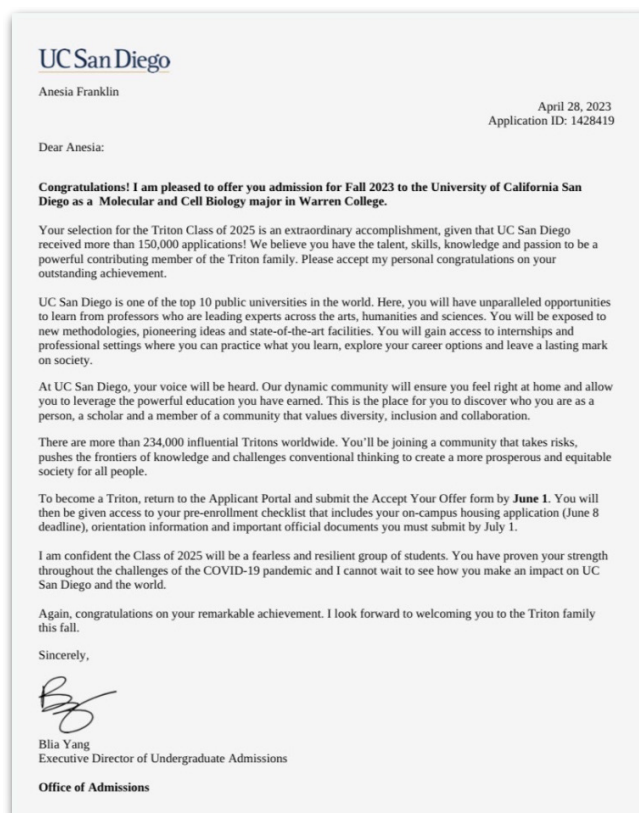 UC San Diego
Anesia Franklin
April 28, 2023
Application ID: 1428419
Dear Anesia:
Congratulations! I am pleased to offer you admission for Fall 2023 to the University of California San
Diego as a Molecular and Cell Biology major in Warren College.
Your selection for the Triton Class of 2025 is an extraordinary accomplishment, given that UC San Diego
received more than 150,000 applications! We believe you have the talent, skills, knowledge and passion to be a
powerful contributing member of the Triton family. Please accept my personal congratulations on your
outstanding achievement.
UC San Diego is one of the top 10 public universities in the world. Here, you will have unparalleled opportunities
to learn from professors who are leading experts across the arts, humanities and sciences. You will be exposed to
new methodologies, pioneering ideas and state-of-the-art facilities. You will gain access to internships and
professional settings where you can practice what you learn, explore your career options and leave a lasting mark
on society.
At UC San Diego, your voice will be heard. Our dynamic community will ensure you feel right at home and allow
you to leverage the powerful education you have earned. This is the place for you to discover who you are as a
person, a scholar and a member of a community that values diversity, inclusion and collaboration.
There are more than 234,000 influential Tritons worldwide. You’ll be joining a community that takes risks,
pushes the frontiers of knowledge and challenges conventional thinking to create a more prosperous and equitable
society for all people.
To become a Triton, return to the Applicant Portal and submit the Accept Your Offer form by June 1. You will
then be given access to your pre-enrollment checklist that includes your on-campus housing application (June 8
deadline), orientation information and important official documents you must submit by July 1.
I am confident the Class of 2025 will be a fearless and resilient group of students. You have proven your strength
throughout the challenges of the COVID-19 pandemic and I cannot wait to see how you make an impact on UC
San Diego and the world.
Again, congratulations on your remarkable achievement. I look forward to welcoming you to the Triton family
this fall.
Sincerely,
Blia Yang
Executive Director of Undergraduate Admissions
Office of Admissions